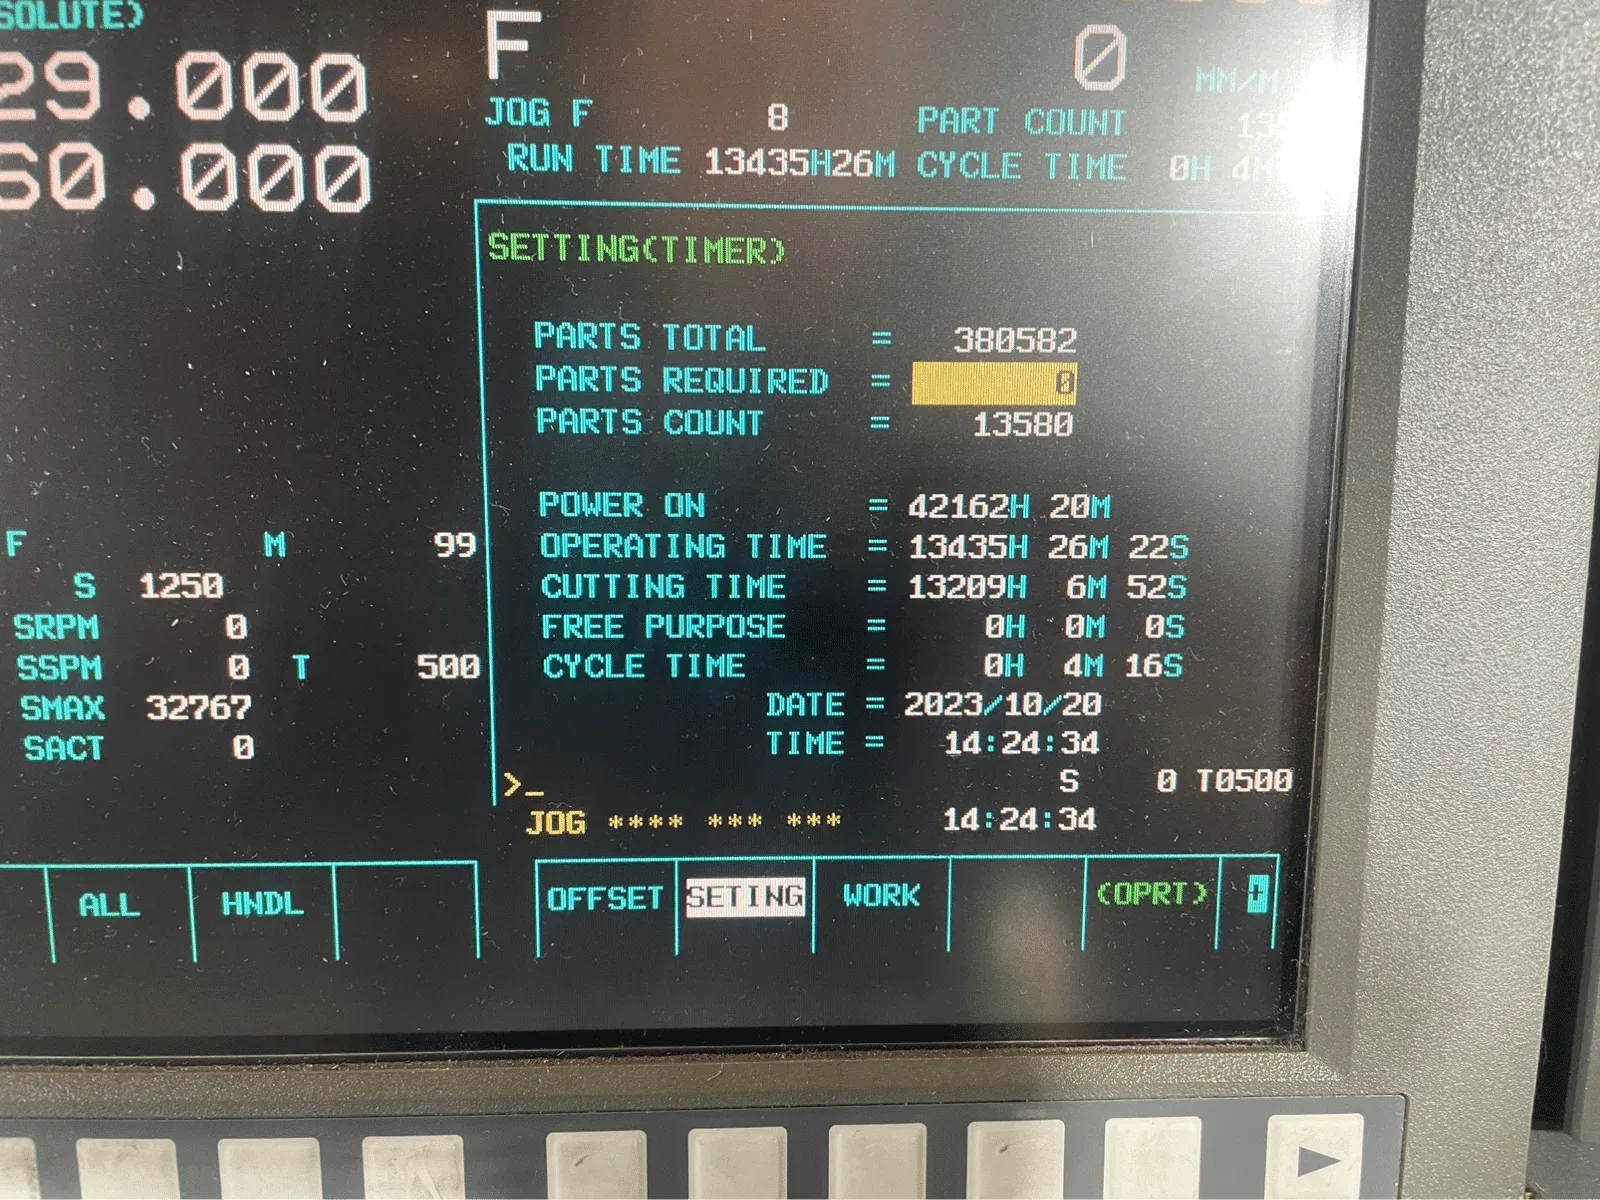 SOLUTE)
29.000
60.000
F 0 MM/M
JOG F 8 PART COUNT 135
RUN TIME 13435H26M CYCLE TIME 0H 4M
SETTING(TIMER)
PARTS TOTAL = 380582
PARTS REQUIRED = 0
PARTS COUNT = 13580
POWER ON = 42162H 20M
OPERATING TIME = 13435H 26M 22S
CUTTING TIME = 13209H 6M 52S
FREE PURPOSE = 0H 0M 0S
CYCLE TIME = 0H 4M 16S
DATE = 2023/10/20
TIME = 14:24:34
F M 99
S 1250
SRPM 0
SSPM 0 T 500
SMAX 32767
SACT 0
>_
S 0 T0500
JOG **** *** *** 14:24:34
ALL HNDL OFFSET SETING WORK (OPRT) +